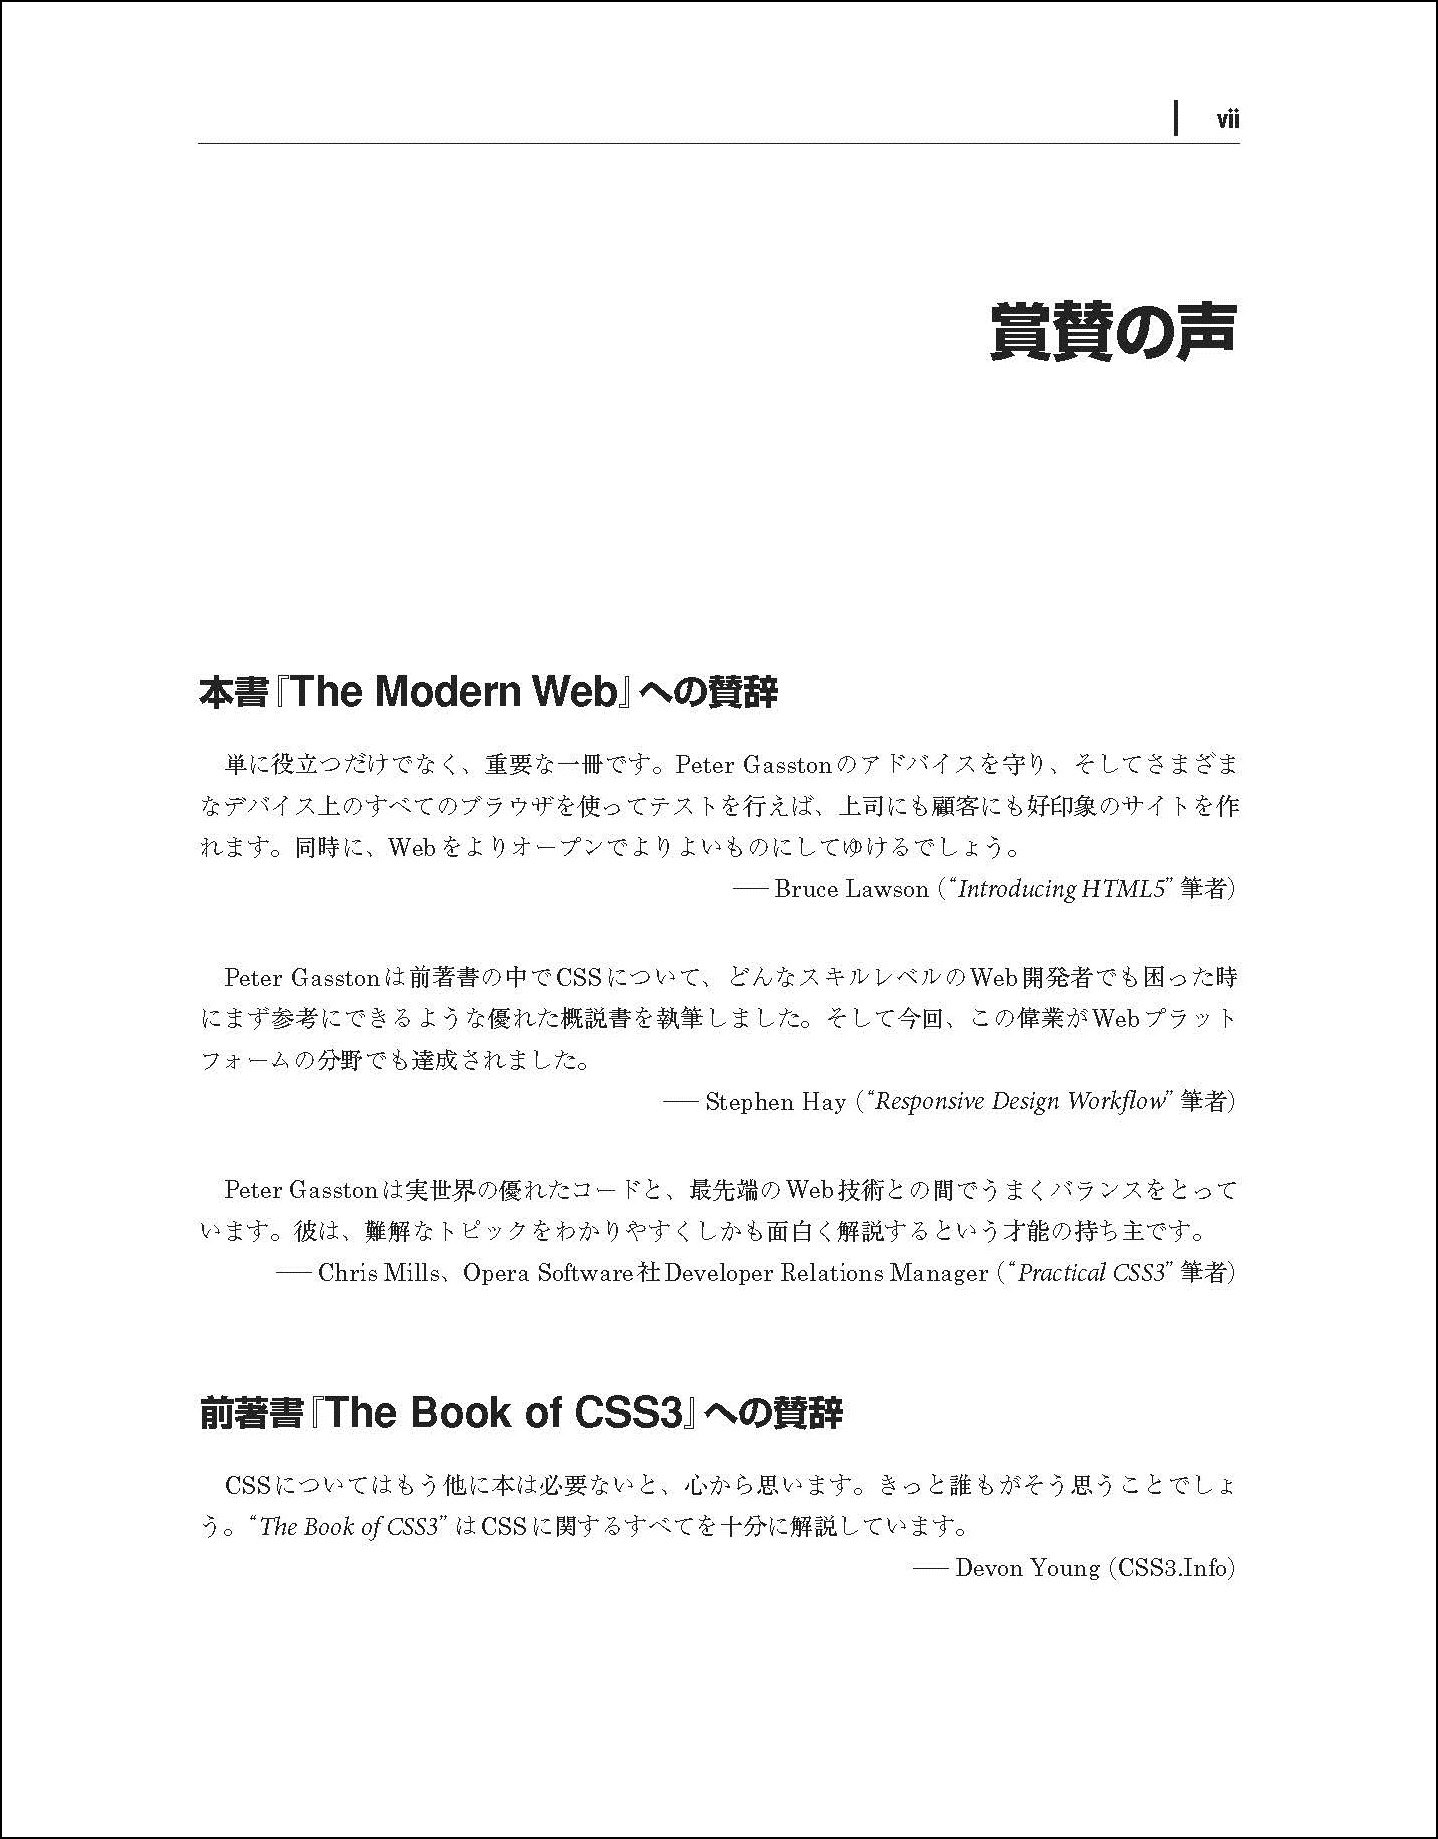 vii
賞賛の声
本書『The Modern Web』への賛辞
単に役立つだけでなく、重要な一冊です。Peter Gasstonのアドバイスを守り、そしてさまざま
なデバイス上のすべてのブラウザを使ってテストを行えば、上司にも顧客にも好印象のサイトを作
れます。同時に、Webをよりオープンでよりよいものにしてゆけるでしょう。
── Bruce Lawson（“Introducing HTML5” 筆者）
Peter Gasstonは前著書の中でCSSについて、どんなスキルレベルのWeb開発者でも困った時
にまず参考にできるような優れた概説書を執筆しました。そして今回、この偉業がWebプラット
フォームの分野でも達成されました。
── Stephen Hay（“Responsive Design Workflow” 筆者）
Peter Gasstonは実世界の優れたコードと、最先端のWeb技術との間でうまくバランスをとって
います。彼は、難解なトピックをわかりやすくしかも面白く解説するという才能の持ち主です。
── Chris Mills、Opera Software社Developer Relations Manager（“Practical CSS3” 筆者）
前著書『The Book of CSS3』への賛辞
CSSについてはもう他に本は必要ないと、心から思います。きっと誰もがそう思うことでしょ
う。“The Book of CSS3” はCSSに関するすべてを十分に解説しています。
── Devon Young（CSS3.Info）